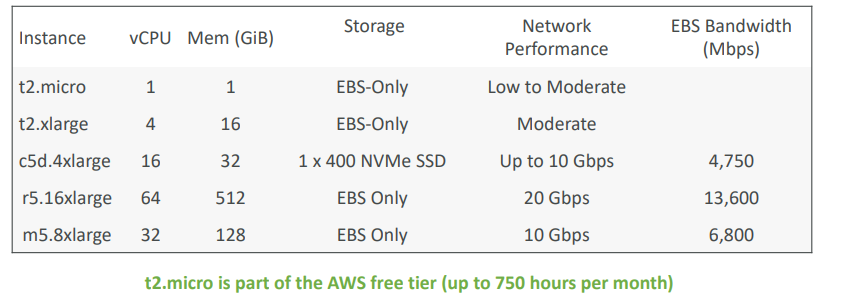 Instance vCPU Mem (GiB) Storage Network Performance EBS Bandwidth (Mbps)
t2.micro 1 1 EBS-Only Low to Moderate
t2.xlarge 4 16 EBS-Only Moderate
c5d.4xlarge 16 32 1 x 400 NVMe SSD Up to 10 Gbps 4,750
r5.16xlarge 64 512 EBS Only 20 Gbps 13,600
m5.8xlarge 32 128 EBS Only 10 Gbps 6,800
t2.micro is part of the AWS free tier (up to 750 hours per month)